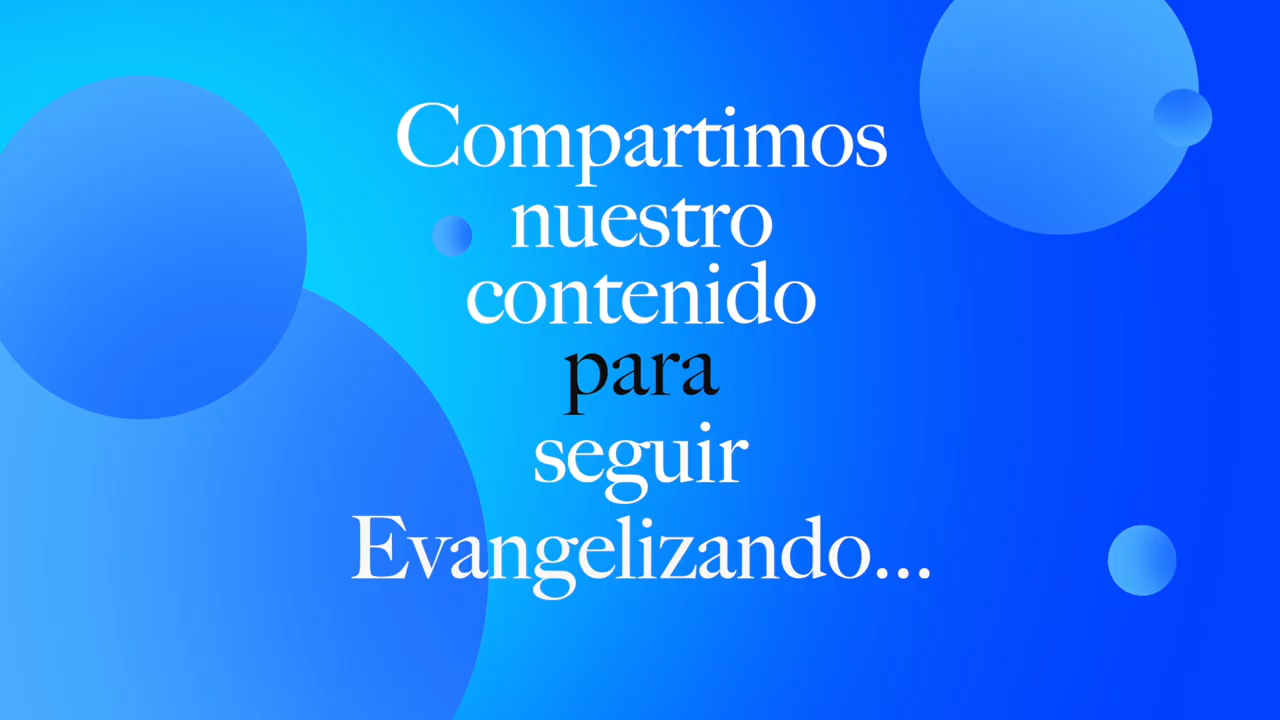 Compartimos
nuestro
contenido
para
seguir
Evangelizando...